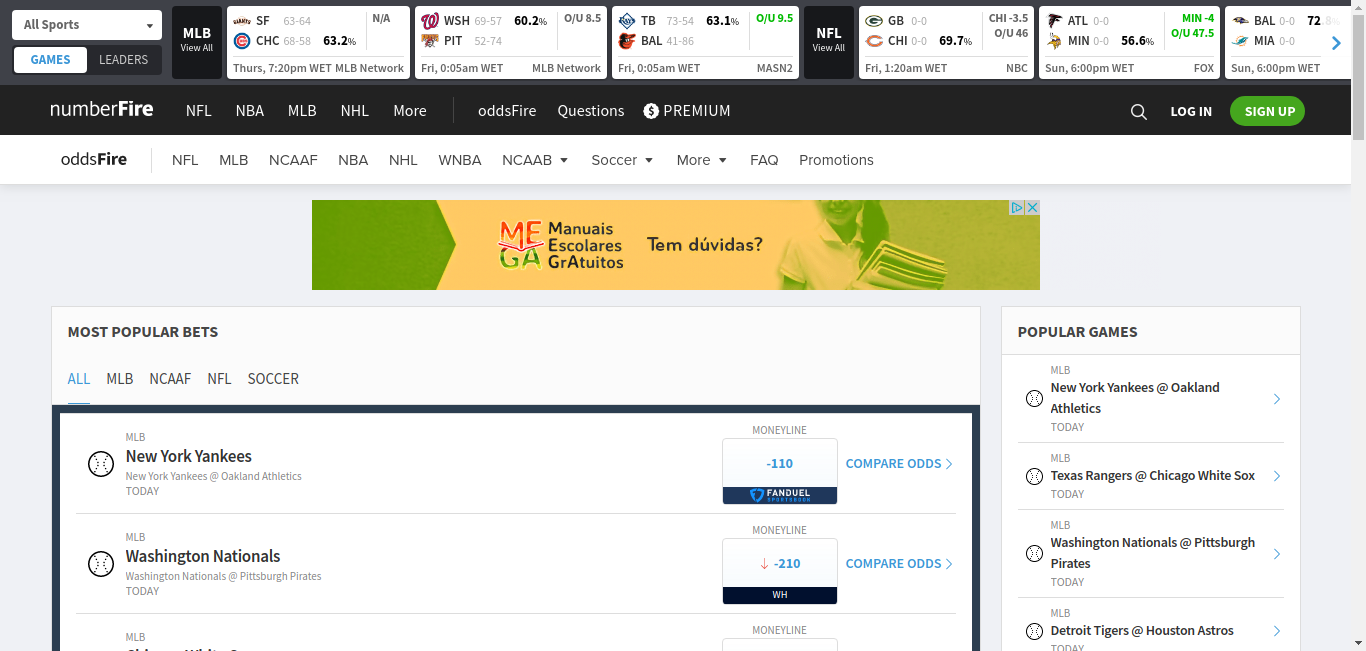 All Sports
GAMES LEADERS
MLB
View All
SF 63-64 N/A
CHC 68-58 63.2%
Thurs, 7:20pm WET MLB Network
WSH 69-57 60.2% O/U 8.5
PIT 52-74
Fri, 0:05am WET MLB Network
TB 73-54 63.1% O/U 9.5
BAL 41-86
Fri, 0:05am WET MASN2
NFL
View All
GB 0-0 CHI -3.5
O/U 46
CHI 0-0 69.7%
Fri, 1:20am WET NBC
ATL 0-0 MIN -4
O/U 47.5
MIN 0-0 56.6%
Sun, 6:00pm WET FOX
BAL 0-0 72.8%
MIA 0-0
Sun, 6:00pm WET
numberFire NFL NBA MLB NHL More oddsFire Questions $ PREMIUM LOG IN SIGN UP
oddsFire NFL MLB NCAAF NBA NHL WNBA NCAAB Soccer More FAQ Promotions
MEGA
Manuais
Escolares
GrAtuitos
Tem dúvidas?
MOST POPULAR BETS
ALL MLB NCAAF NFL SOCCER
MLB
New York Yankees
New York Yankees @ Oakland Athletics
TODAY
MONEYLINE
-110
FANDUEL
SPORTSBOOK
COMPARE ODDS
MLB
Washington Nationals
Washington Nationals @ Pittsburgh Pirates
TODAY
MONEYLINE
↓ -210
WH
COMPARE ODDS
MLB
MONEYLINE
POPULAR GAMES
MLB
New York Yankees @ Oakland
Athletics
TODAY
MLB
Texas Rangers @ Chicago White Sox
TODAY
MLB
Washington Nationals @ Pittsburgh
Pirates
TODAY
MLB
Detroit Tigers @ Houston Astros
TODAY